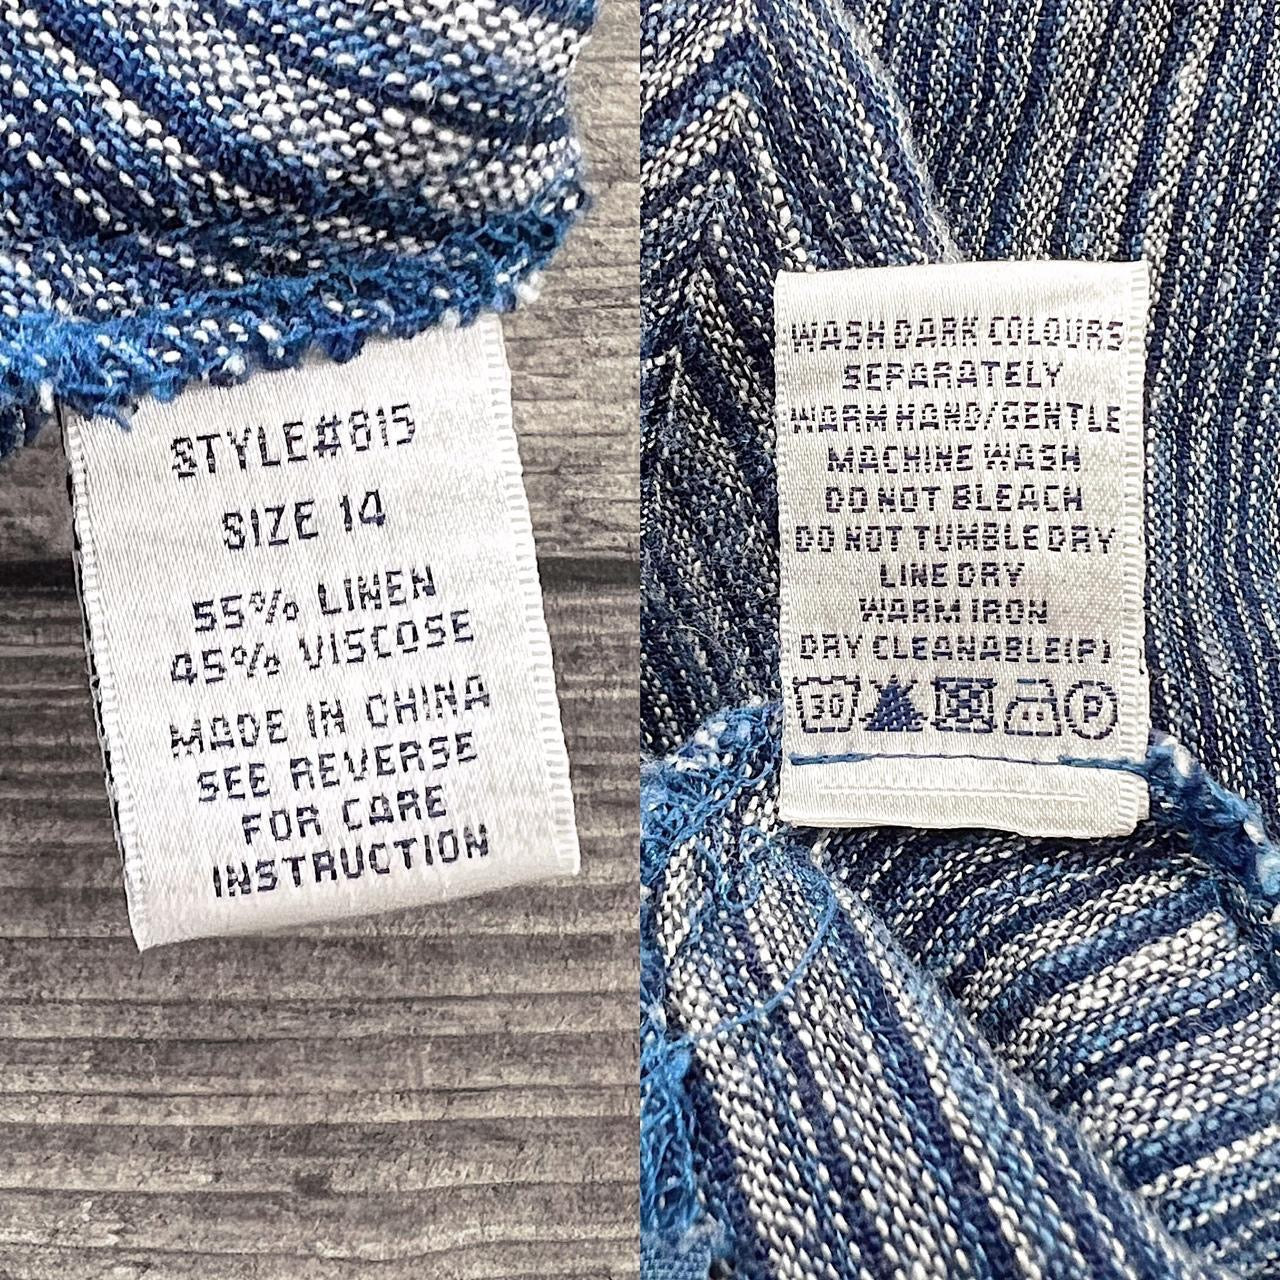 STYLE#815
SIZE 14
55% LINEN
45% VISCOSE
MADE IN CHINA
SEE REVERSE
FOR CARE
INSTRUCTION
WASH DARK COLOURS
SEPARATELY
WARM HAND/GENTLE
MACHINE WASH
DO NOT BLEACH
DO NOT TUMBLE DRY
LINE DRY
WARM IRON
DRY CLEANABLE(P)
30 P